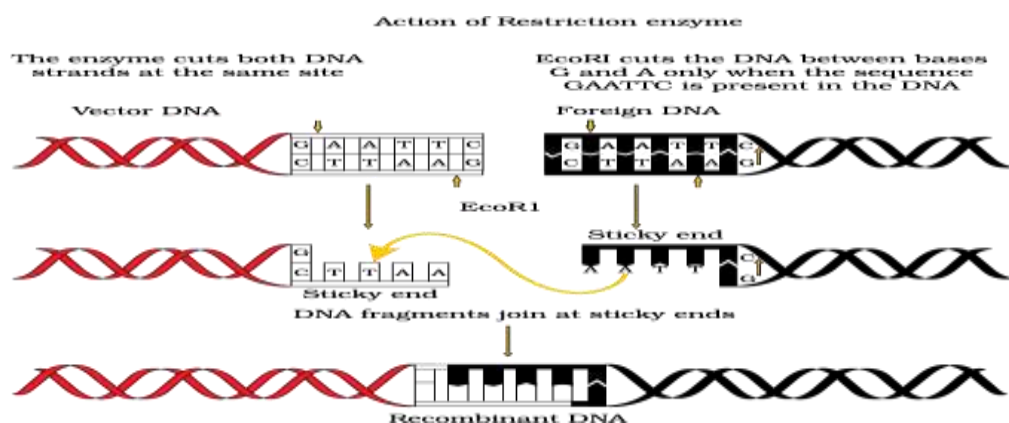 Action of Restriction enzyme
The enzyme cuts both DNA
strands at the same site
EcoRI cuts the DNA between bases
G and A only when the sequence
GAATTC is present in the DNA
Vector DNA
Foreign DNA
G A A T T C
C T T A A G
G A A T T C
C T T A A G
EcoR1
G
C T T A A
Sticky end
Sticky end
A A T T C
G
DNA fragments join at sticky ends
Recombinant DNA